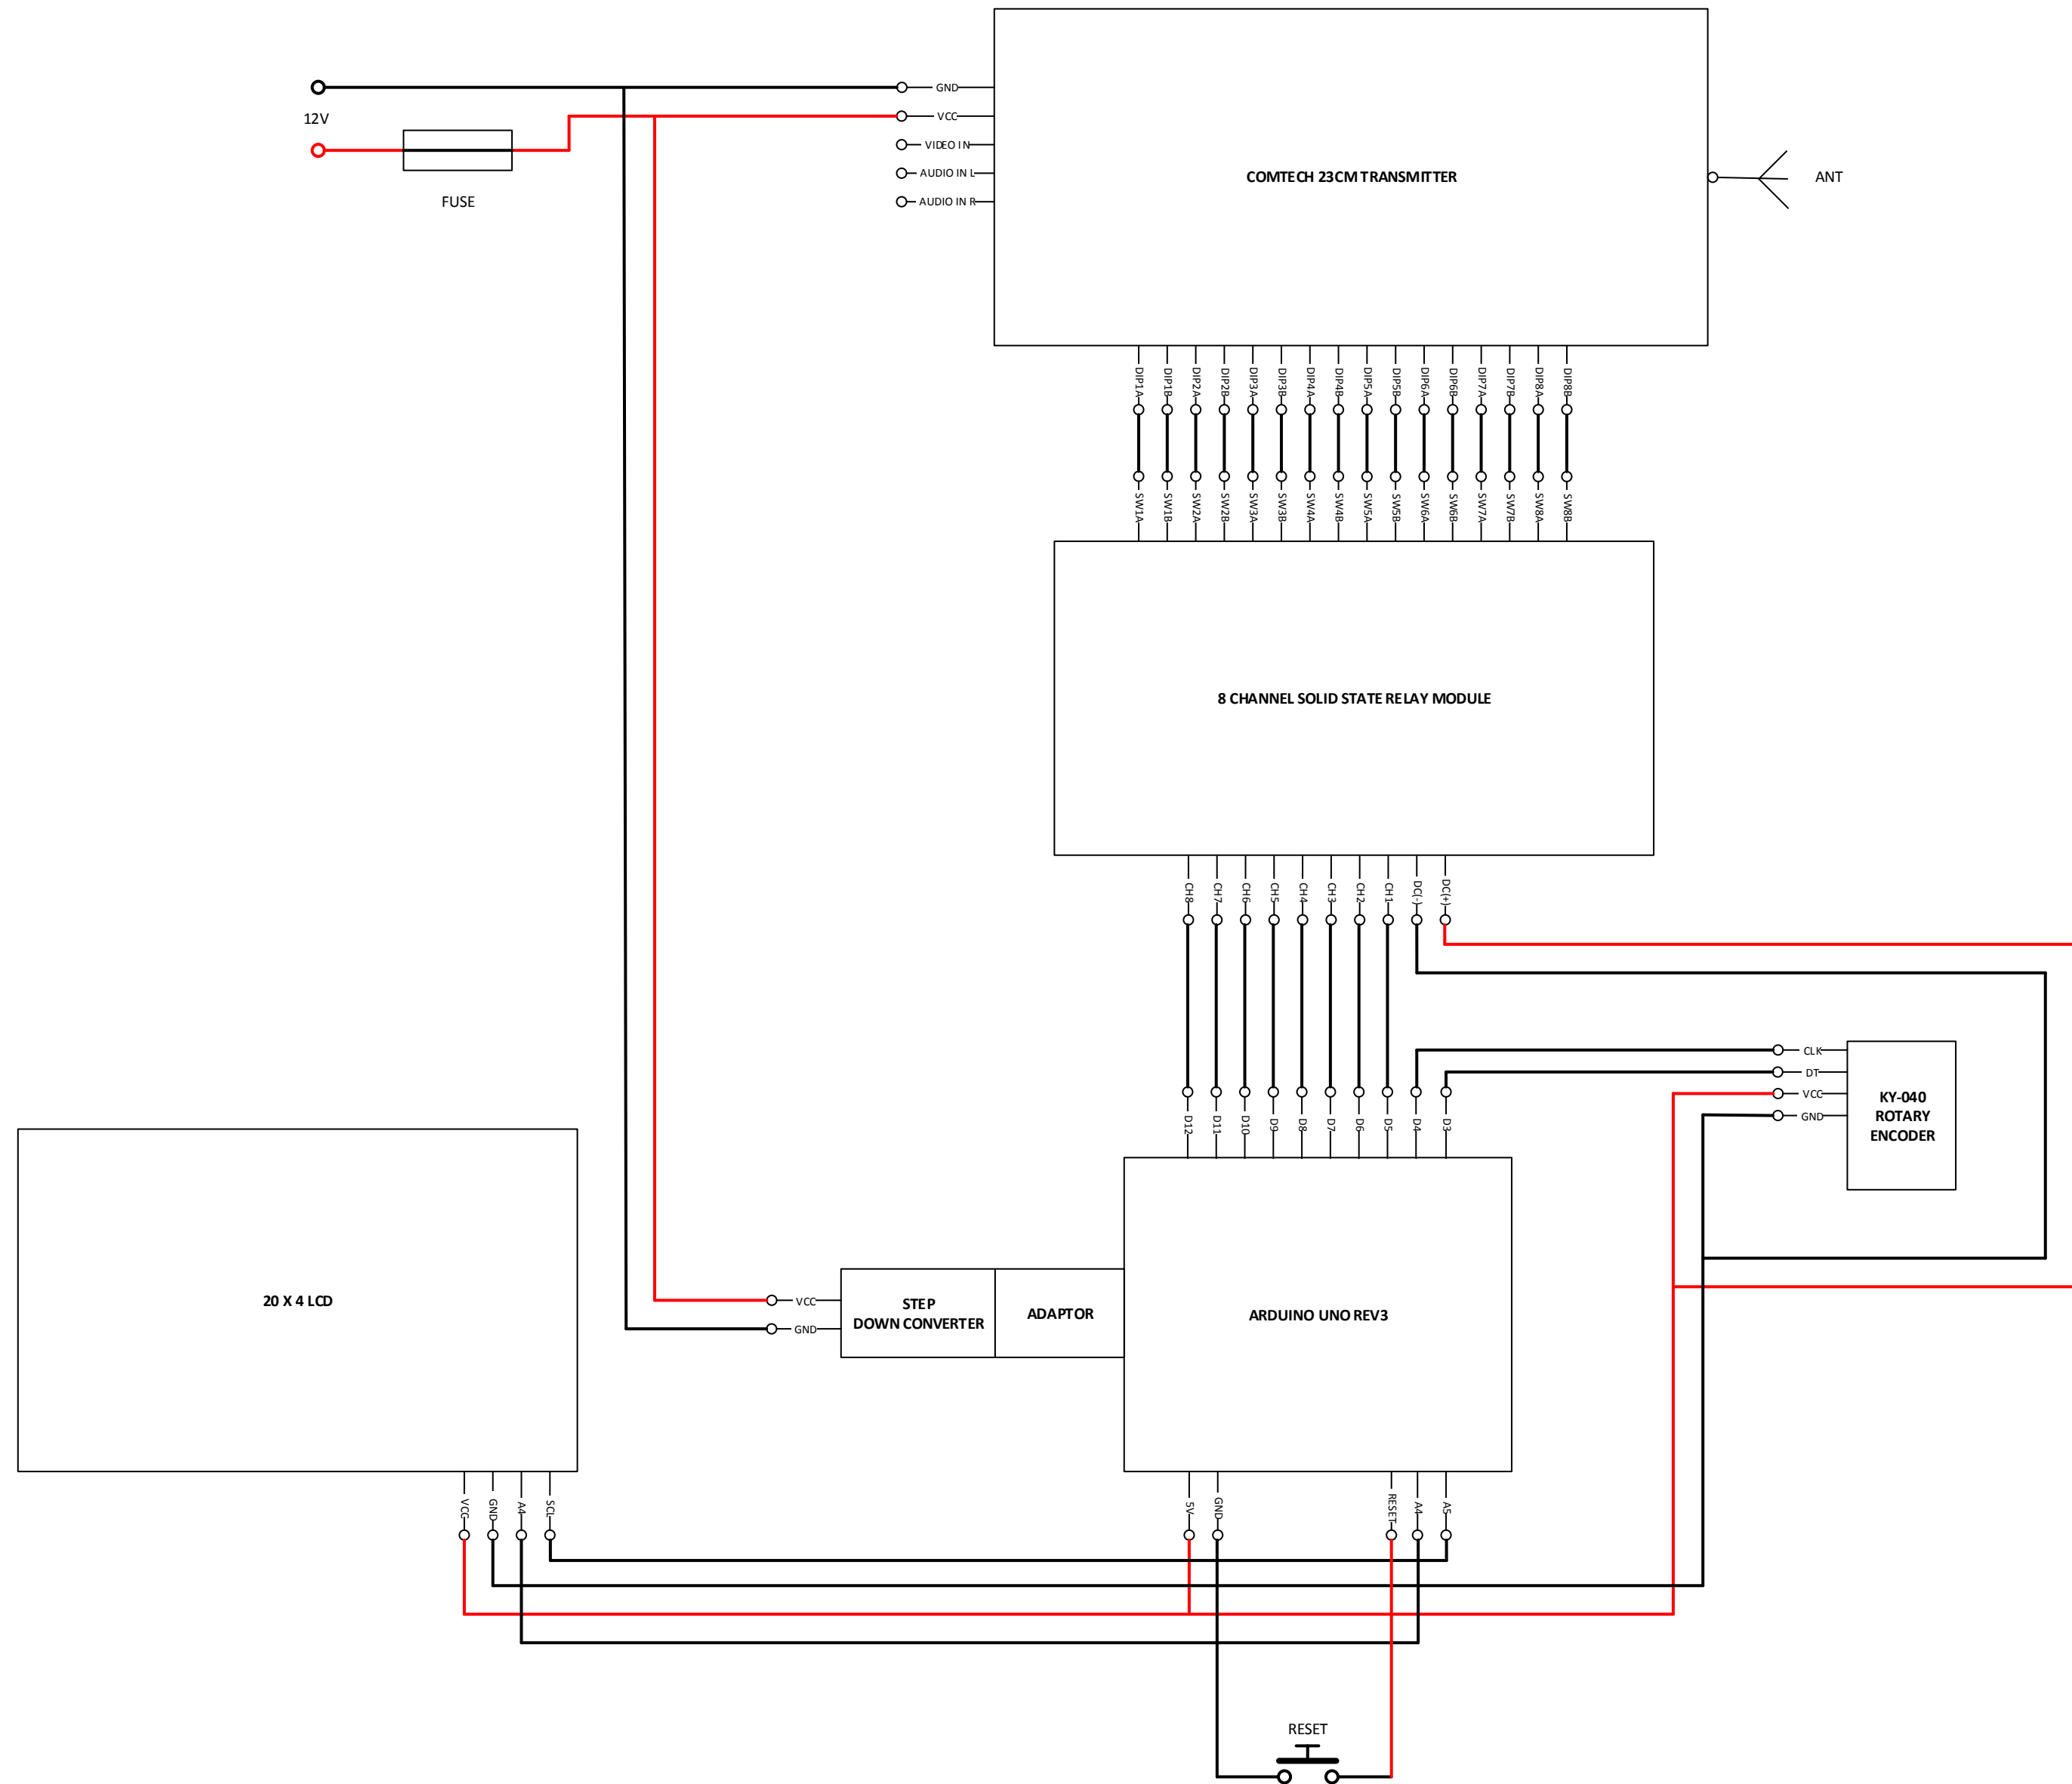 12V
FUSE
GND
VCC
VIDEO IN
AUDIO IN L
AUDIO IN R
COMTECH 23CM TRANSMITTER
ANT
DIP1A
DIP1B
DIP2A
DIP2B
DIP3A
DIP3B
DIP4A
DIP4B
DIP5A
DIP5B
DIP6A
DIP6B
DIP7A
DIP7B
DIP8A
DIP8B
SW1A
SW1B
SW2A
SW2B
SW3A
SW3B
SW4A
SW4B
SW5A
SW5B
SW6A
SW6B
SW7A
SW7B
SW8A
SW8B
8 CHANNEL SOLID STATE RELAY MODULE
CH8
CH7
CH6
CH5
CH4
CH3
CH2
CH1
DC(-)
DC(+)
CLK
DT
VCC
GND
KY-040
ROTARY
ENCODER
D12
D11
D10
D9
D8
D7
D6
D5
D4
D3
20 X 4 LCD
VCC
GND
STEP
DOWN CONVERTER
ADAPTOR
ARDUINO UNO REV3
VCC
GND
A4
SCL
5V
GND
RESET
A4
A5
RESET